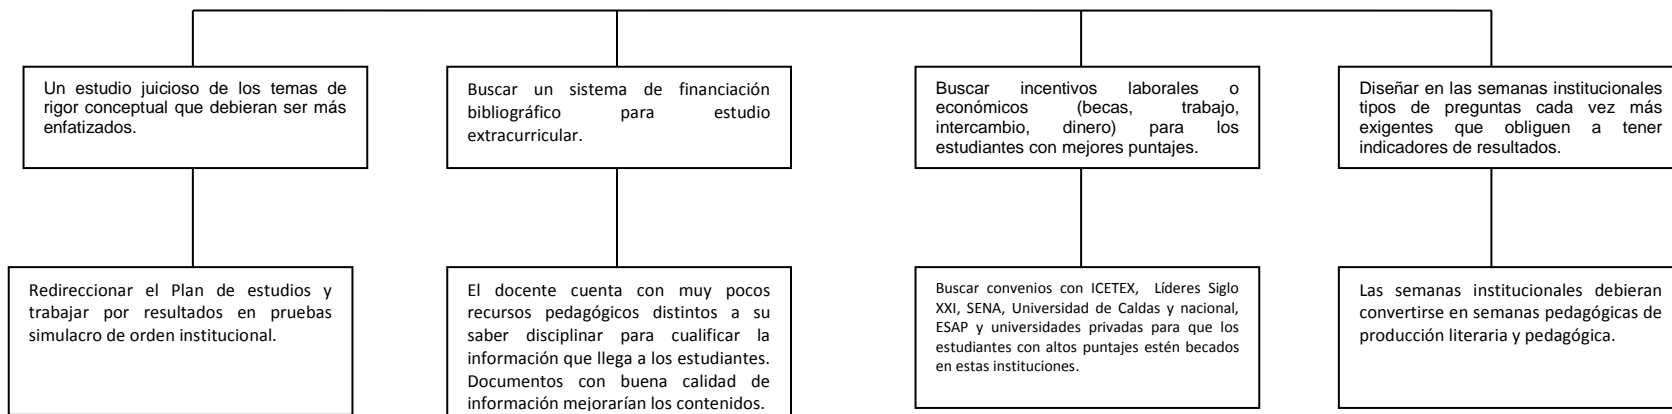 Un estudio juicioso de los temas de
rigor conceptual que debieran ser más
enfatizados.
Buscar un sistema de financiación
bibliográfico para estudio
extracurricular.
Buscar incentivos laborales o
económicos (becas, trabajo,
intercambio, dinero) para los
estudiantes con mejores puntajes.
Diseñar en las semanas institucionales
tipos de preguntas cada vez más
exigentes que obliguen a tener
indicadores de resultados.
Redireccionar el Plan de estudios y
trabajar por resultados en pruebas
simulacro de orden institucional.
El docente cuenta con muy pocos
recursos pedagógicos distintos a su
saber disciplinar para cualificar la
información que llega a los estudiantes.
Documentos con buena calidad de
información mejorarían los contenidos.
Buscar convenios con ICETEX, Líderes Siglo
XXI, SENA, Universidad de Caldas y nacional,
ESAP y universidades privadas para que los
estudiantes con altos puntajes estén becados
en estas instituciones.
Las semanas institucionales debieran
convertirse en semanas pedagógicas de
producción literaria y pedagógica.